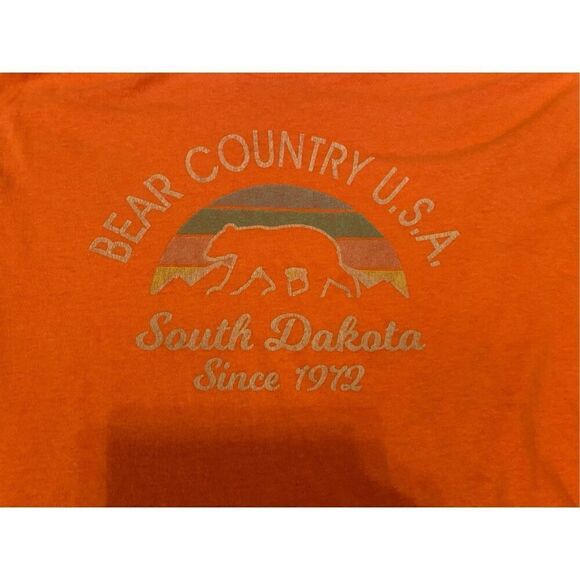 BEAR COUNTRY U.S.A.
South Dakota
Since 1972